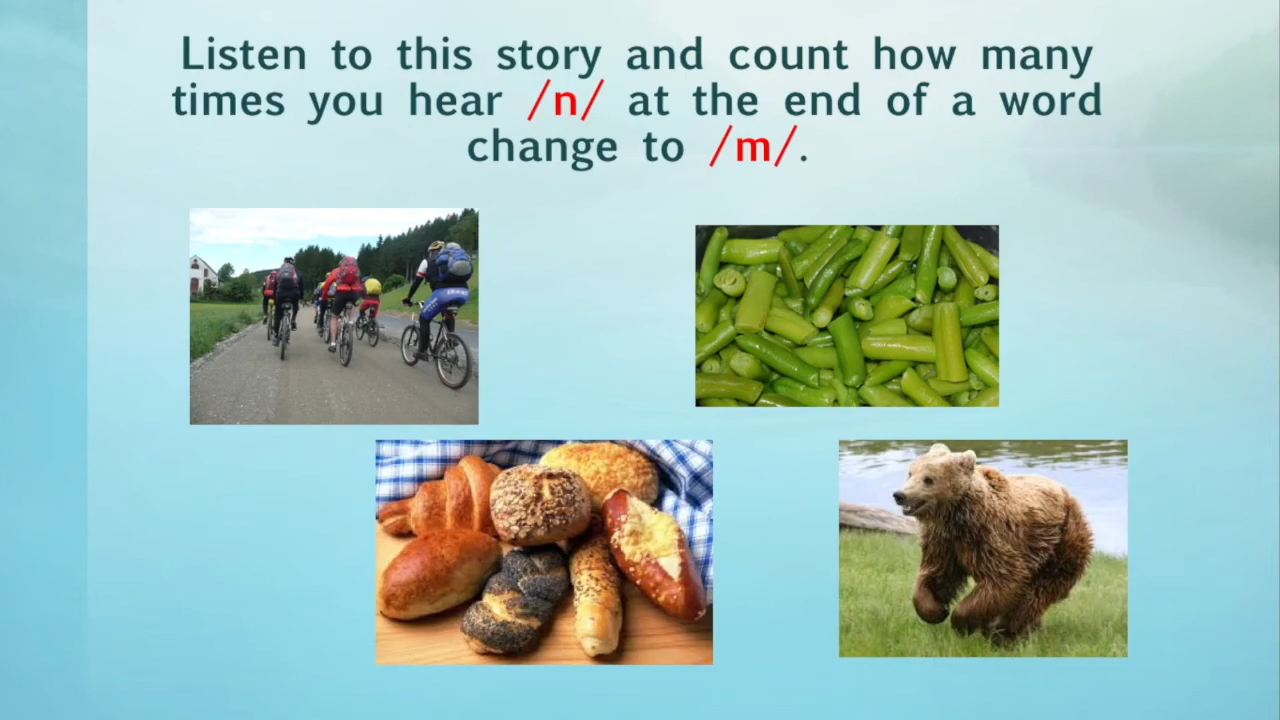 Listen to this story and count how many
times you hear /n/ at the end of a word
change to /m/.